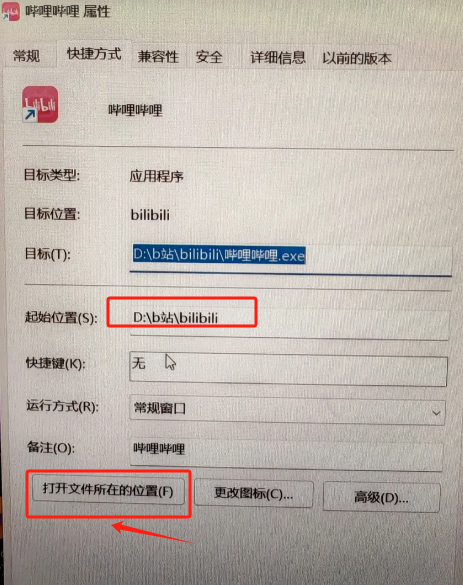 哔哩哔哩 属性
常规 快捷方式 兼容性 安全 详细信息 以前的版本
bilibili
哔哩哔哩
目标类型: 应用程序
目标位置: bilibili
目标(T): D:\b站\bilibili\哔哩哔哩.exe
起始位置(S): D:\b站\bilibili
快捷键(K): 无
运行方式(R): 常规窗口
备注(O): 哔哩哔哩
打开文件所在的位置(F) 更改图标(C)... 高级(D)...